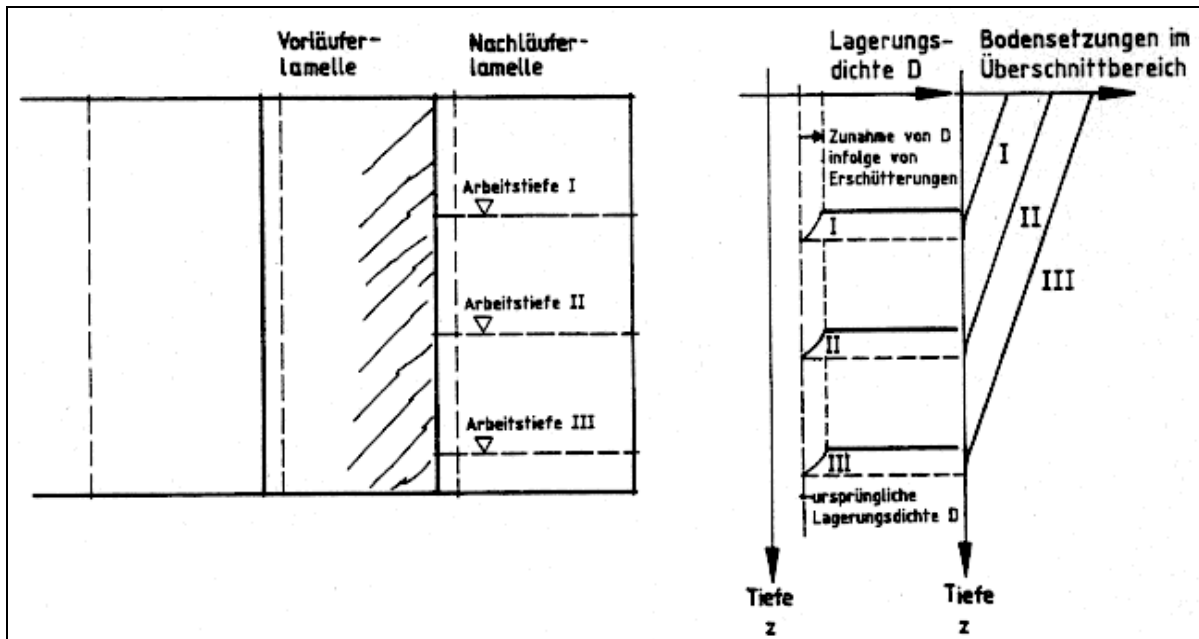 Vorläufer-
lamelle
Nachläufer-
lamelle
Arbeitstiefe I
Arbeitstiefe II
Arbeitstiefe III
Lagerungs-
dichte D
Bodensetzungen im
Überschnittbereich
Zunahme von D
infolge von
Erschütterungen
I
II
III
I
II
III
ursprüngliche
Lagerungsdichte D
Tiefe
z
Tiefe
z